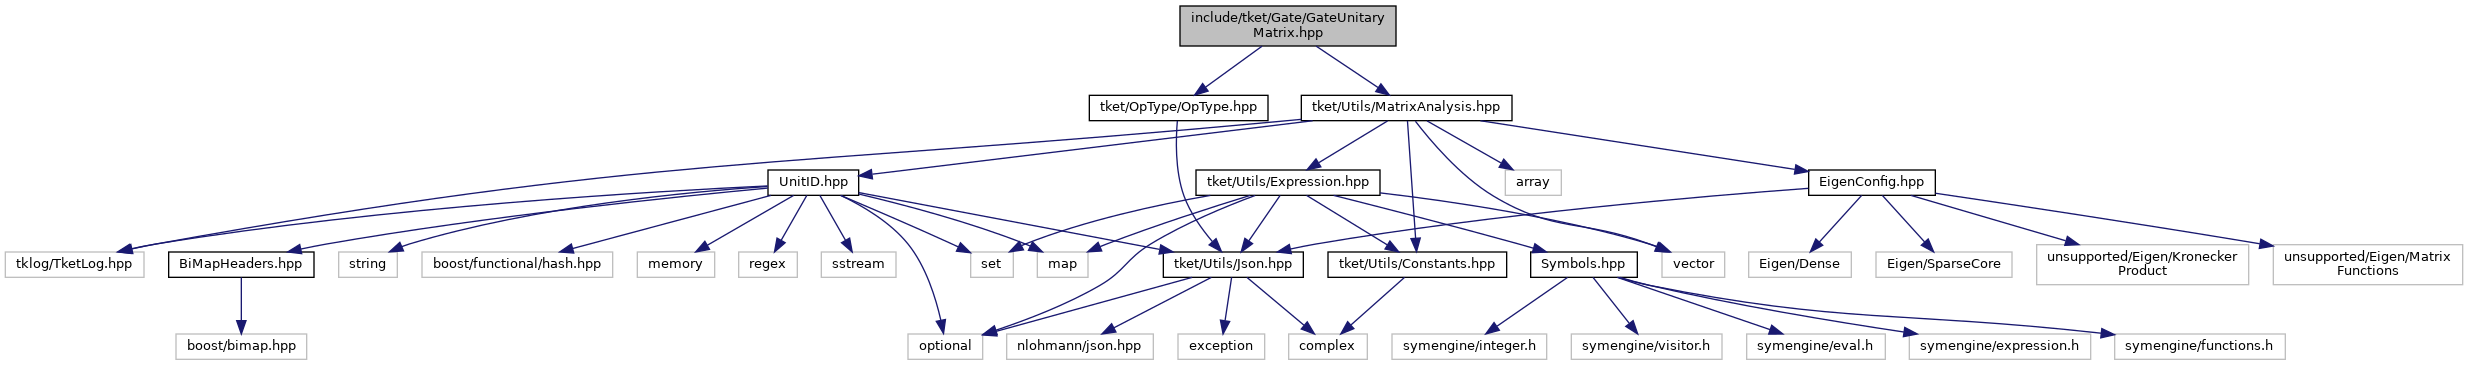 include/tket/Gate/GateUnitary
Matrix.hpp
tket/OpType/OpType.hpp
tket/Utils/MatrixAnalysis.hpp
UnitID.hpp
tket/Utils/Expression.hpp
array
EigenConfig.hpp
tklog/TketLog.hpp
BiMapHeaders.hpp
string
boost/functional/hash.hpp
memory
regex
sstream
set
map
tket/Utils/Json.hpp
tket/Utils/Constants.hpp
Symbols.hpp
vector
Eigen/Dense
Eigen/SparseCore
unsupported/Eigen/Kronecker
Product
unsupported/Eigen/Matrix
Functions
boost/bimap.hpp
optional
nlohmann/json.hpp
exception
complex
symengine/integer.h
symengine/visitor.h
symengine/eval.h
symengine/expression.h
symengine/functions.h